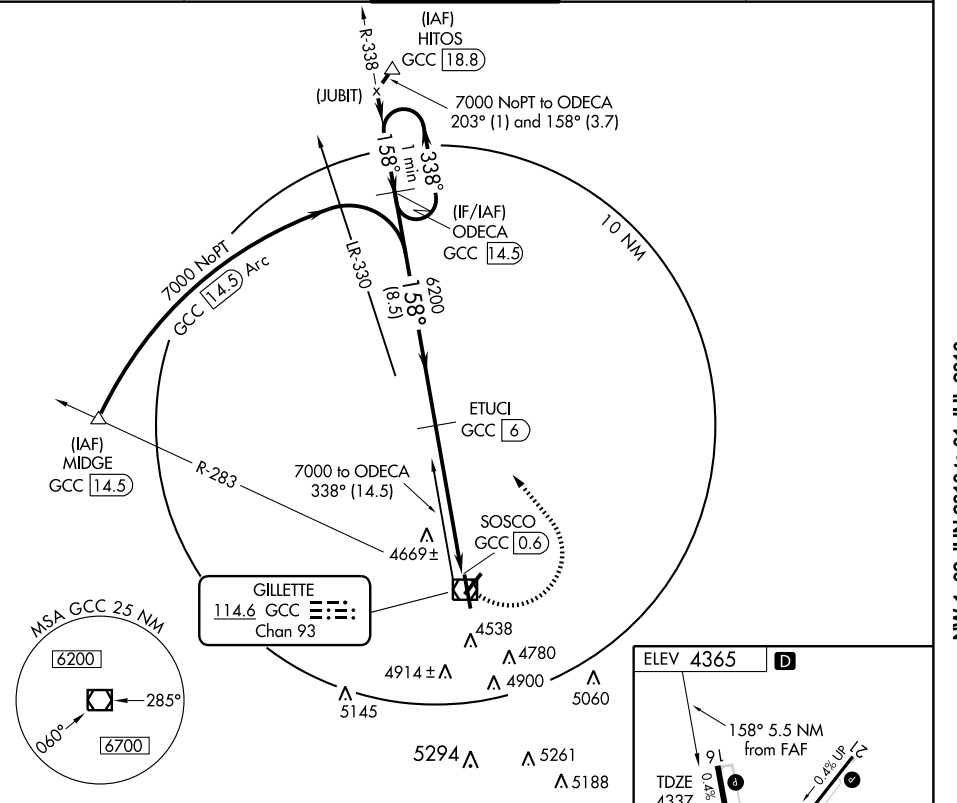 (IAF)
HITOS
GCC 18.8
R-338
(JUBIT)
7000 NoPT to ODECA
203° (1) and 158° (3.7)
158°
1 min
338°
(IF/IAF)
ODECA
GCC 14.5
10 NM
7000 NoPT
GCC 14.5 Arc
LR-330
6200
158°
(8.5)
ETUCI
GCC 6
(IAF)
MIDGE
GCC 14.5
R-283
7000 to ODECA
338° (14.5)
SOSCO
GCC 0.6
4669±
GILLETTE
114.6 GCC
Chan 93
4538
4780
4914±
4900
5060
5145
5294
5261
5188
MSA GCC 25 NM
6200
285°
060°
6700
ELEV 4365
D
158° 5.5 NM
from FAF
16
21
0.4% UP
P
P
TDZE
4337
0.4%